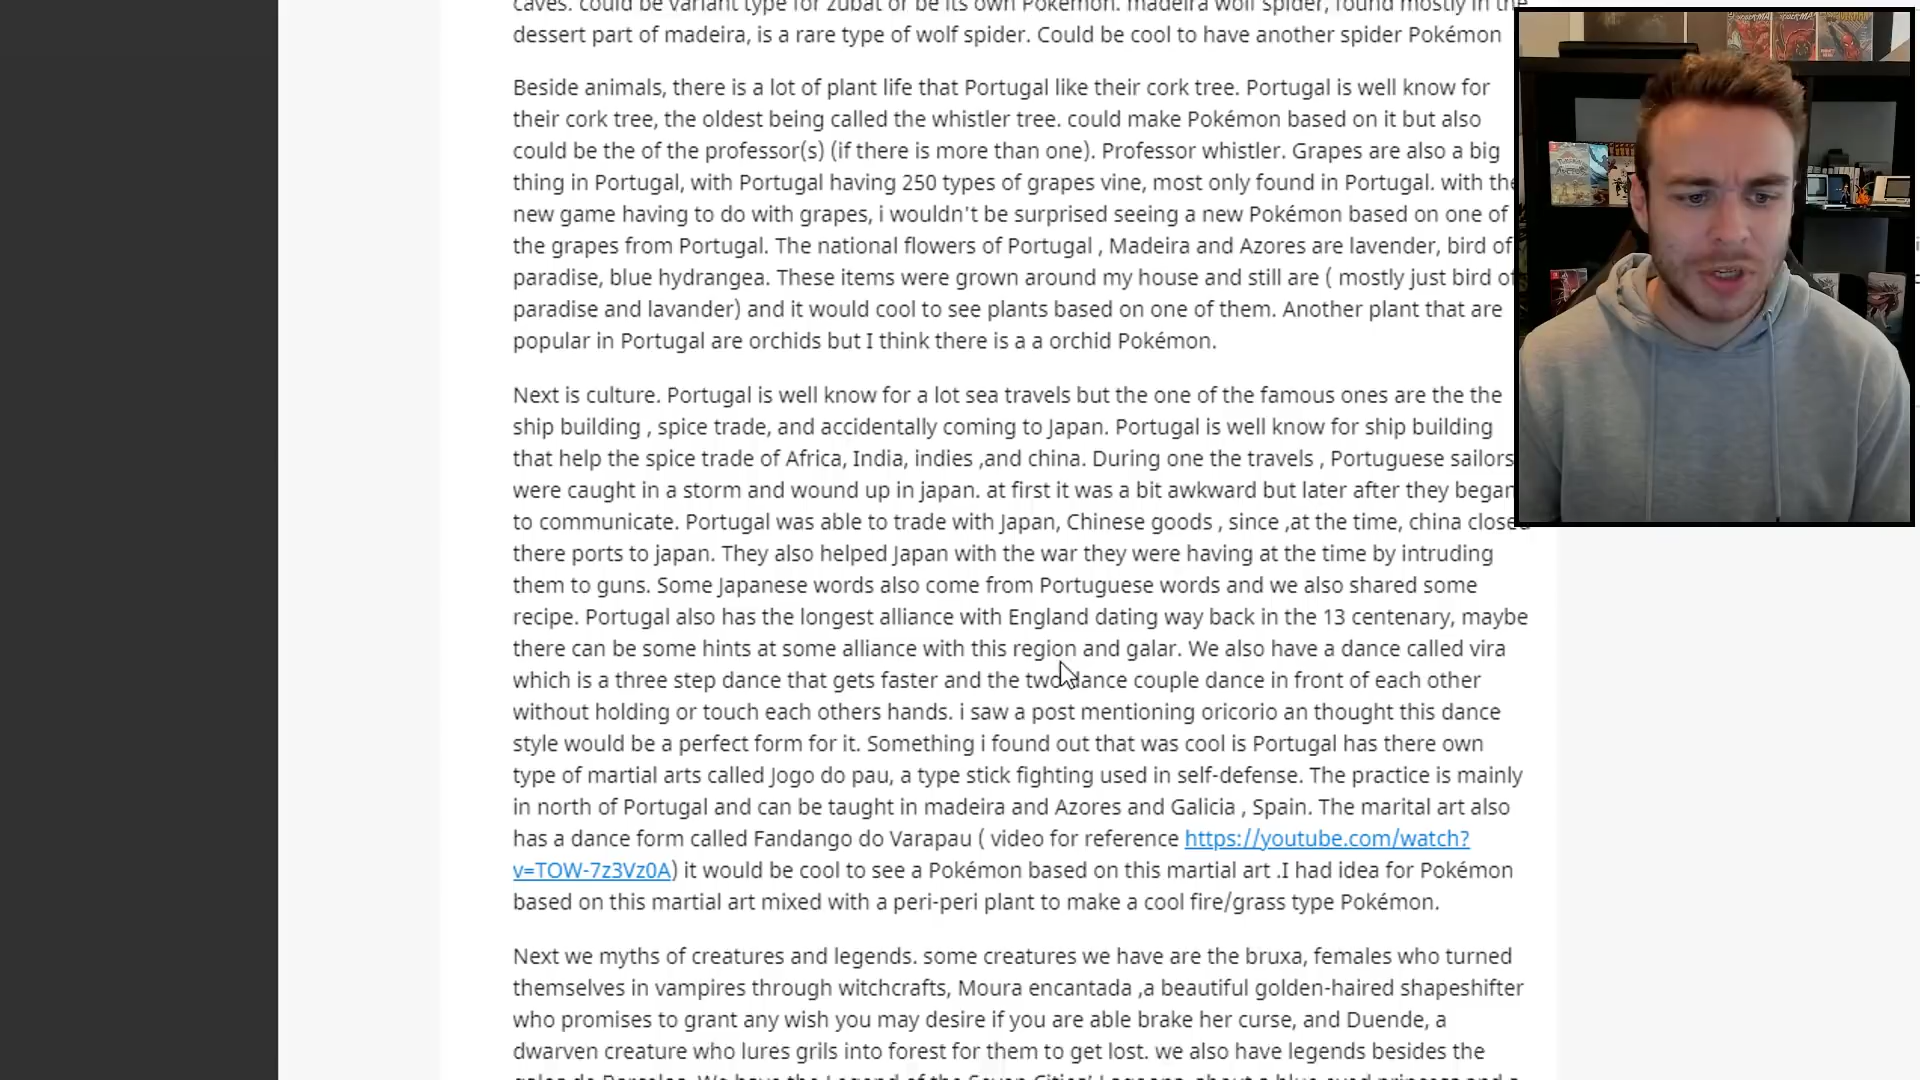 caves. could be variant type for zubat or be its own Pokémon. madeira wolf spider, found mostly in the
dessert part of madeira, is a rare type of wolf spider. Could be cool to have another spider Pokémon
Beside animals, there is a lot of plant life that Portugal like their cork tree. Portugal is well know for
their cork tree, the oldest being called the whistler tree. could make Pokémon based on it but also
could be the of the professor(s) (if there is more than one). Professor whistler. Grapes are also a big
thing in Portugal, with Portugal having 250 types of grapes vine, most only found in Portugal. with the
new game having to do with grapes, i wouldn't be surprised seeing a new Pokémon based on one of
the grapes from Portugal. The national flowers of Portugal , Madeira and Azores are lavender, bird of
paradise, blue hydrangea. These items were grown around my house and still are ( mostly just bird of
paradise and lavander) and it would cool to see plants based on one of them. Another plant that are
popular in Portugal are orchids but I think there is a a orchid Pokémon.
Next is culture. Portugal is well know for a lot sea travels but the one of the famous ones are the the
ship building , spice trade, and accidentally coming to Japan. Portugal is well know for ship building
that help the spice trade of Africa, India, indies ,and china. During one the travels , Portuguese sailors
were caught in a storm and wound up in japan. at first it was a bit awkward but later after they began
to communicate. Portugal was able to trade with Japan, Chinese goods , since ,at the time, china closed
there ports to japan. They also helped Japan with the war they were having at the time by intruding
them to guns. Some Japanese words also come from Portuguese words and we also shared some
recipe. Portugal also has the longest alliance with England dating way back in the 13 centenary, maybe
there can be some hints at some alliance with this region and galar. We also have a dance called vira
which is a three step dance that gets faster and the two dance couple dance in front of each other
without holding or touch each others hands. i saw a post mentioning oricorio an thought this dance
style would be a perfect form for it. Something i found out that was cool is Portugal has there own
type of martial arts called Jogo do pau, a type stick fighting used in self-defense. The practice is mainly
in north of Portugal and can be taught in madeira and Azores and Galicia , Spain. The marital art also
has a dance form called Fandango do Varapau ( video for reference https://youtube.com/watch?
v=TOW-7z3Vz0A) it would be cool to see a Pokémon based on this martial art .I had idea for Pokémon
based on this martial art mixed with a peri-peri plant to make a cool fire/grass type Pokémon.
Next we myths of creatures and legends. some creatures we have are the bruxa, females who turned
themselves in vampires through witchcrafts, Moura encantada ,a beautiful golden-haired shapeshifter
who promises to grant any wish you may desire if you are able brake her curse, and Duende, a
dwarven creature who lures grils into forest for them to get lost. we also have legends besides the